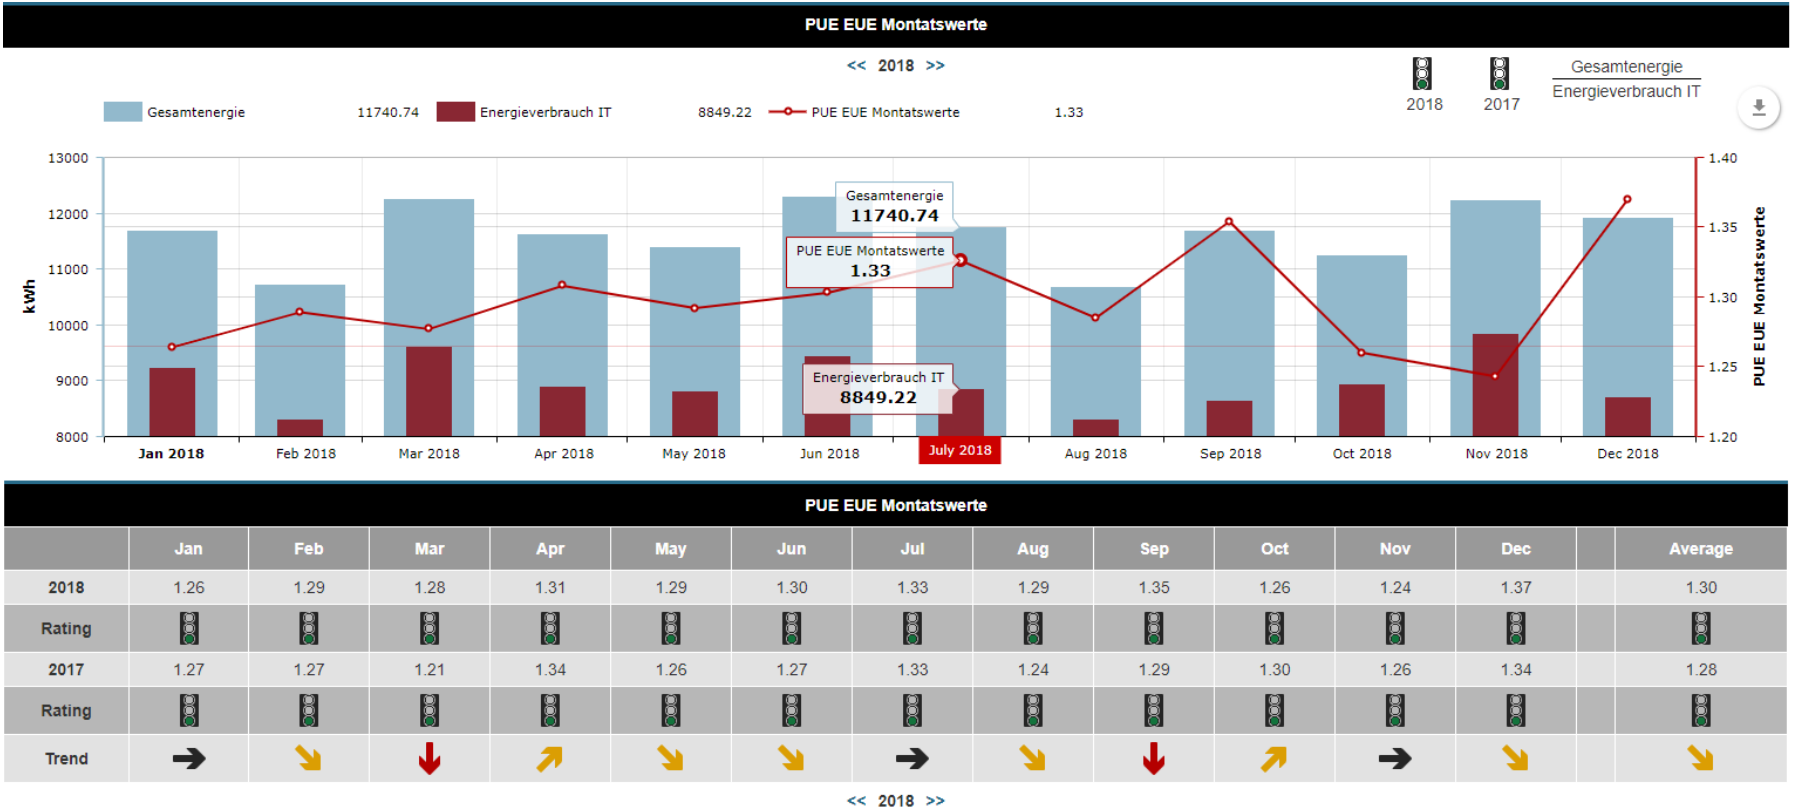 PUE EUE Montatswerte
<< 2018 >>
2018 2017
Gesamtenergie
Energieverbrauch IT
Gesamtenergie 11740.74 Energieverbrauch IT 8849.22 PUE EUE Montatswerte 1.33
13000
12000
11000
10000
9000
8000
kWh
1.40
1.35
1.30
1.25
1.20
PUE EUE Montatswerte
Gesamtenergie
11740.74
PUE EUE Montatswerte
1.33
Energieverbrauch IT
8849.22
Jan 2018 Feb 2018 Mar 2018 Apr 2018 May 2018 Jun 2018 July 2018 Aug 2018 Sep 2018 Oct 2018 Nov 2018 Dec 2018
PUE EUE Montatswerte
Jan Feb Mar Apr May Jun Jul Aug Sep Oct Nov Dec Average
2018 1.26 1.29 1.28 1.31 1.29 1.30 1.33 1.29 1.35 1.26 1.24 1.37 1.30
Rating
2017 1.27 1.27 1.21 1.34 1.26 1.27 1.33 1.24 1.29 1.30 1.26 1.34 1.28
Rating
Trend
<< 2018 >>